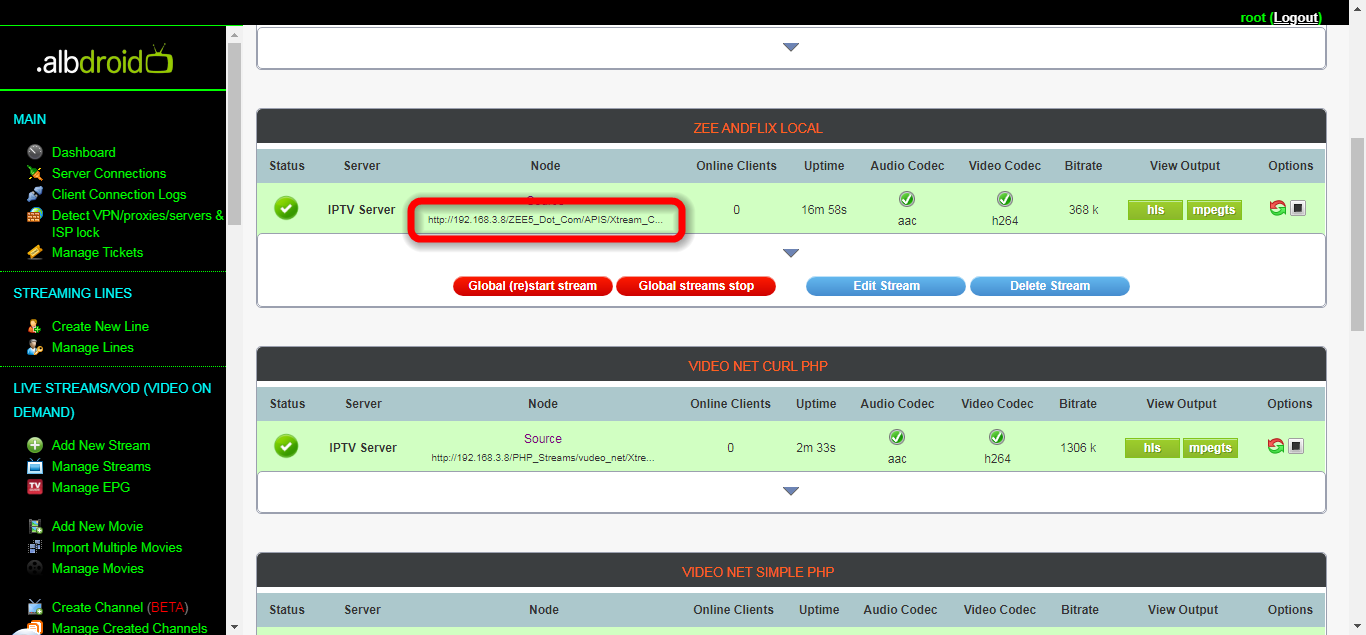 root (Logout)
.albdroid
MAIN
Dashboard
Server Connections
Client Connection Logs
Detect VPN/proxies/servers &
ISP lock
Manage Tickets
STREAMING LINES
Create New Line
Manage Lines
LIVE STREAMS/VOD (VIDEO ON
DEMAND)
Add New Stream
Manage Streams
TV
Manage EPG
Add New Movie
Import Multiple Movies
Manage Movies
Create Channel (BETA)
Manage Created Channels
ZEE ANDFLIX LOCAL
Status Server Node Online Clients Uptime Audio Codec Video Codec Bitrate View Output Options
Source
IPTV Server http://192.168.3.8/ZEE5_Dot_Com/APIS/Xtream_C... 0 16m 58s aac h264 368 k hls mpegts
Global (re)start stream Global streams stop Edit Stream Delete Stream
VIDEO NET CURL PHP
Status Server Node Online Clients Uptime Audio Codec Video Codec Bitrate View Output Options
Source
IPTV Server http://192.168.3.8/PHP_Streams/vudeo_net/Xtre... 0 2m 33s aac h264 1306 k hls mpegts
VIDEO NET SIMPLE PHP
Status Server Node Online Clients Uptime Audio Codec Video Codec Bitrate View Output Options